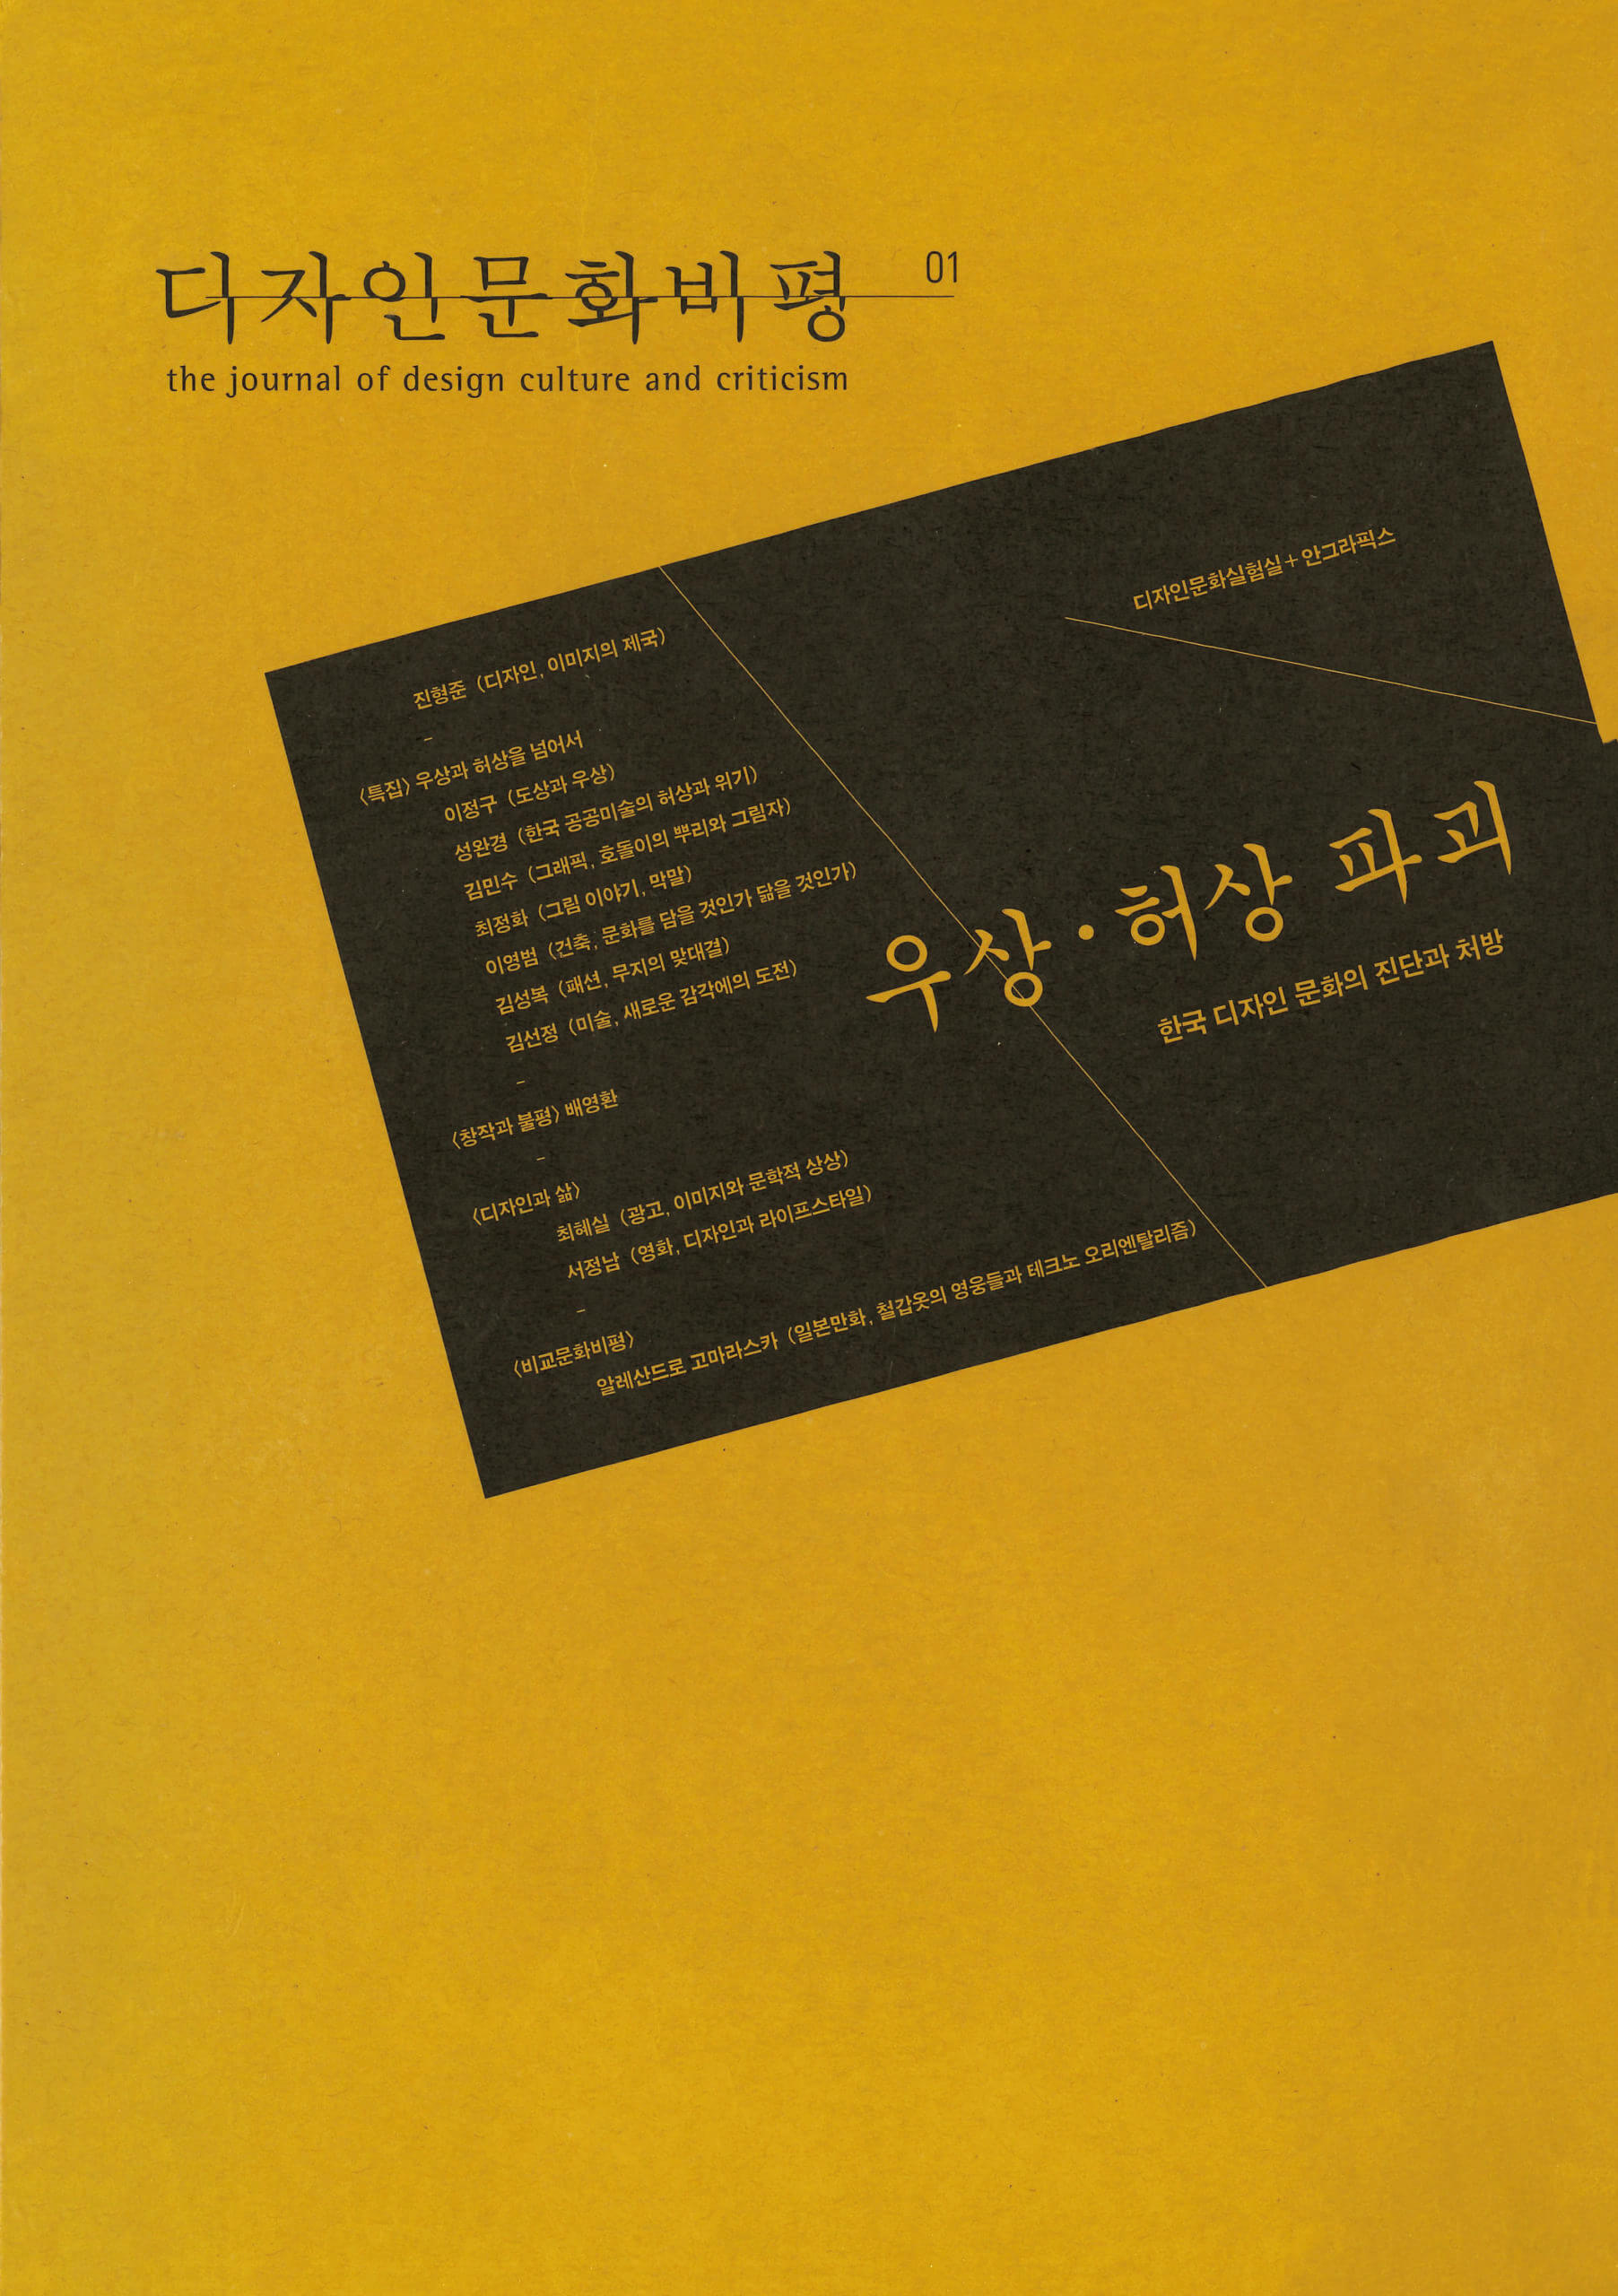 디자인문화비평 01
the journal of design culture and criticism
디자인문화실험실+안그라픽스
진형준 (디자인, 이미지의 제국)
–
〈특집〉 우상과 허상을 넘어서
이정구 (도상과 우상)
성완경 (한국 공공미술의 허상과 위기)
김민수 (그래픽, 호돌이의 뿌리와 그림자)
최정화 (그림 이야기, 막말)
이영범 (건축, 문화를 담을 것인가 닮을 것인가)
김성복 (패션, 무지의 맞대결)
김선정 (미술, 새로운 감각에의 도전)
–
〈창작과 불평〉 배영환
–
〈디자인과 삶〉
최혜실 (광고, 이미지와 문학적 상상)
서정남 (영화, 디자인과 라이프스타일)
–
〈비교문화비평〉
알레산드로 고마라스카 (일본만화, 철갑옷의 영웅들과 테크노 오리엔탈리즘)
우상·허상 파괴
한국 디자인 문화의 진단과 처방